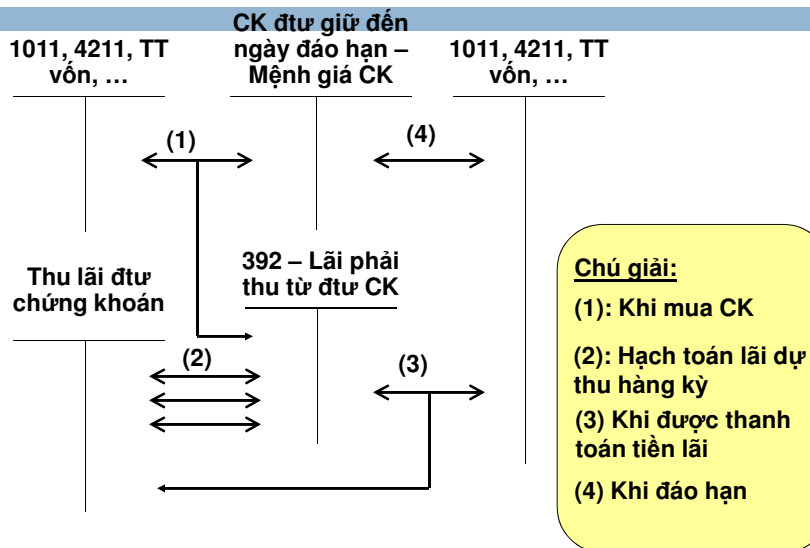 1011, 4211, TT
vốn, …
CK đtư giữ đến
ngày đáo hạn –
Mệnh giá CK
1011, 4211, TT
vốn, …
(1)
(4)
Thu lãi đtư
chứng khoán
392 – Lãi phải
thu từ đtư CK
(2)
(3)
Chú giải:
(1): Khi mua CK
(2): Hạch toán lãi dự
thu hàng kỳ
(3) Khi được thanh
toán tiền lãi
(4) Khi đáo hạn